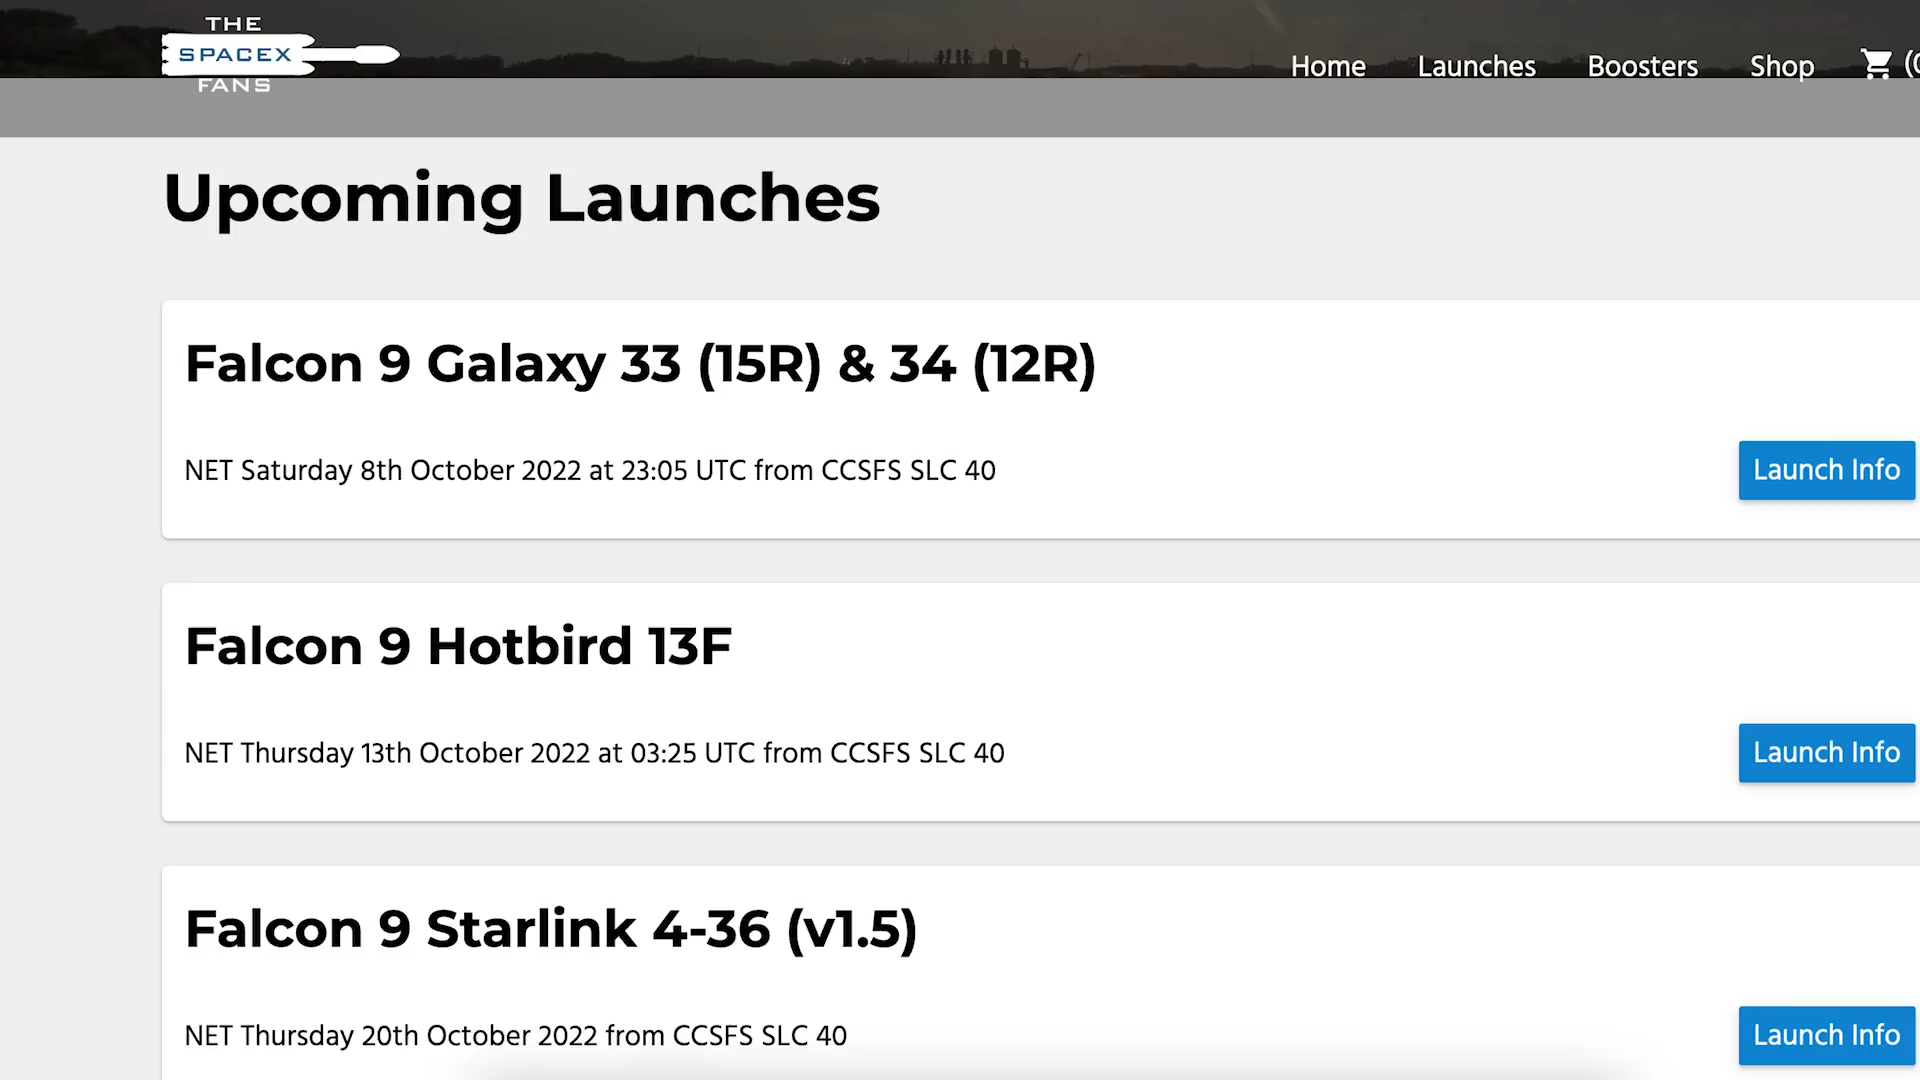 THE
SPACEX
FANS
Home Launches Boosters Shop
Upcoming Launches
Falcon 9 Galaxy 33 (15R) & 34 (12R)
NET Saturday 8th October 2022 at 23:05 UTC from CCSFS SLC 40
Launch Info
Falcon 9 Hotbird 13F
NET Thursday 13th October 2022 at 03:25 UTC from CCSFS SLC 40
Launch Info
Falcon 9 Starlink 4-36 (v1.5)
NET Thursday 20th October 2022 from CCSFS SLC 40
Launch Info